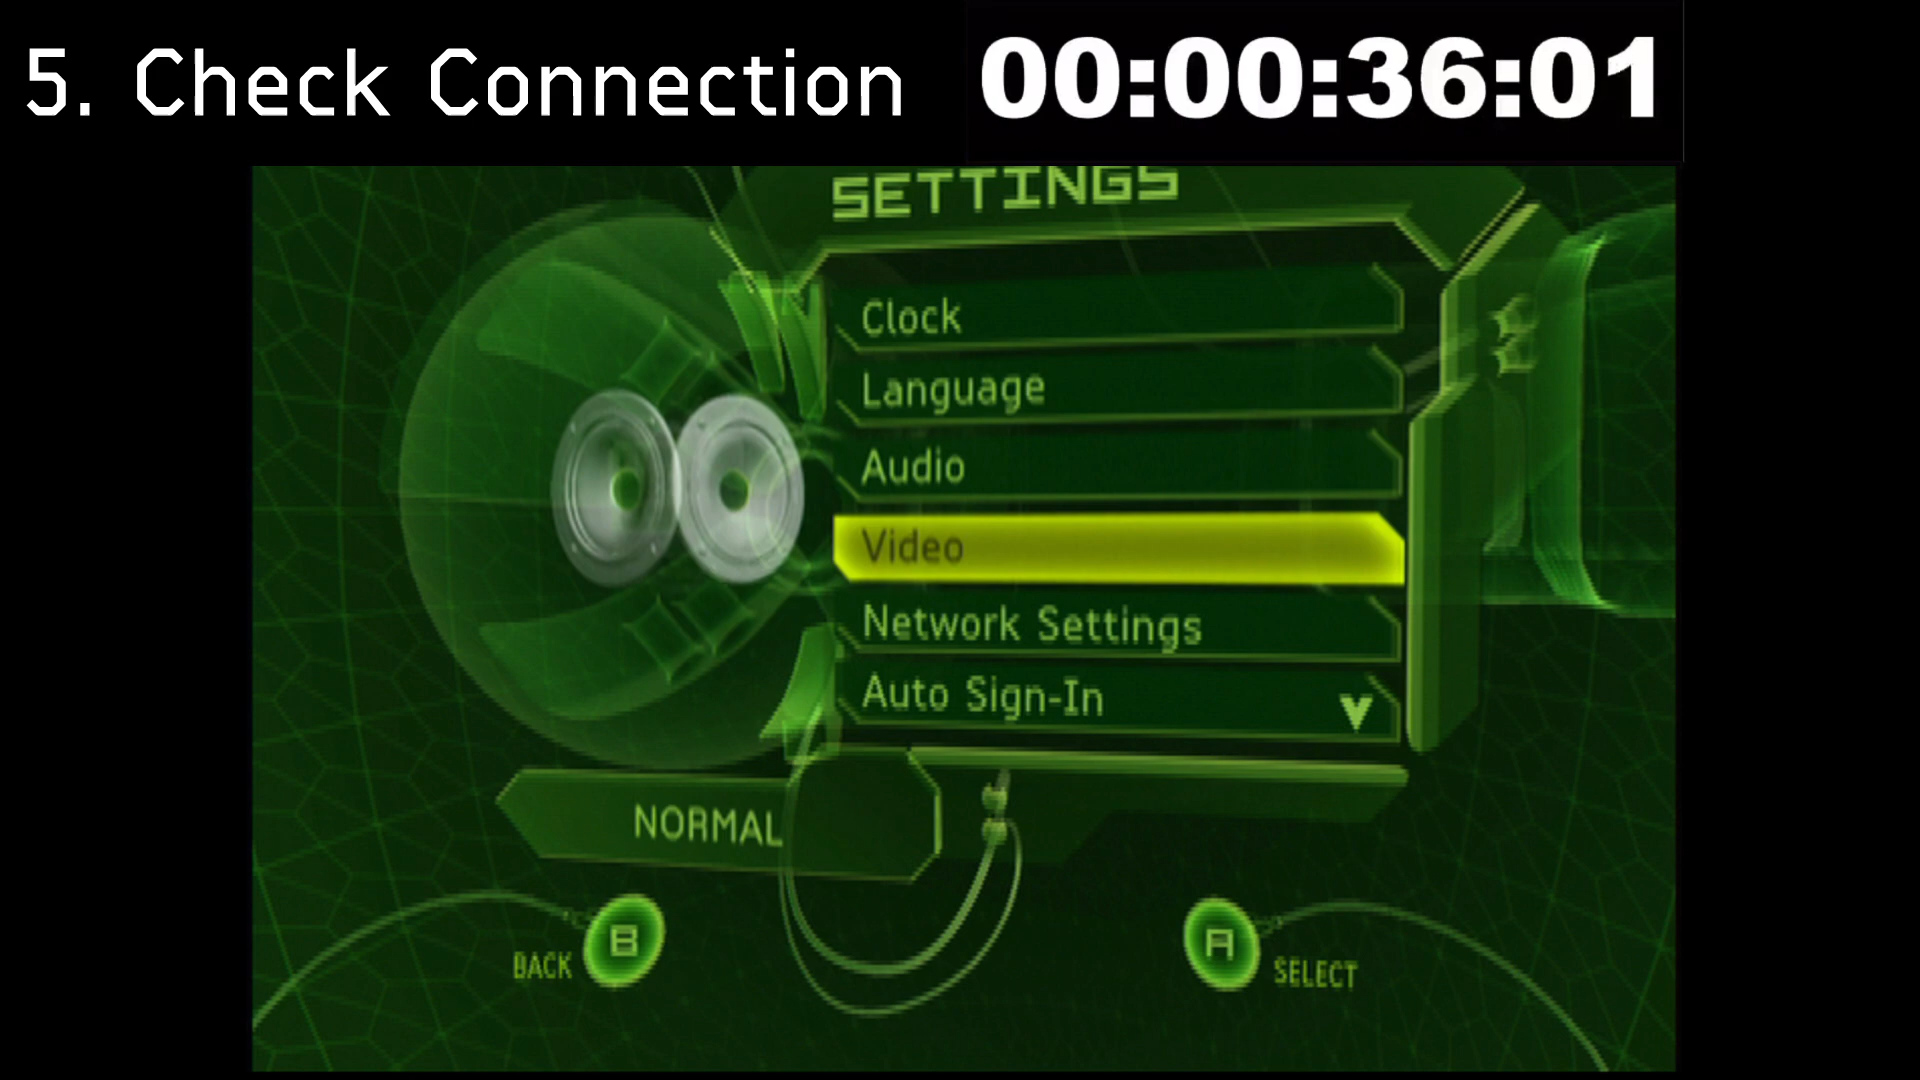 5. Check Connection 00:00:36:01
SETTINGS
Clock
Language
Audio
Video
Network Settings
Auto Sign-In
NORMAL
B
BACK
A
SELECT